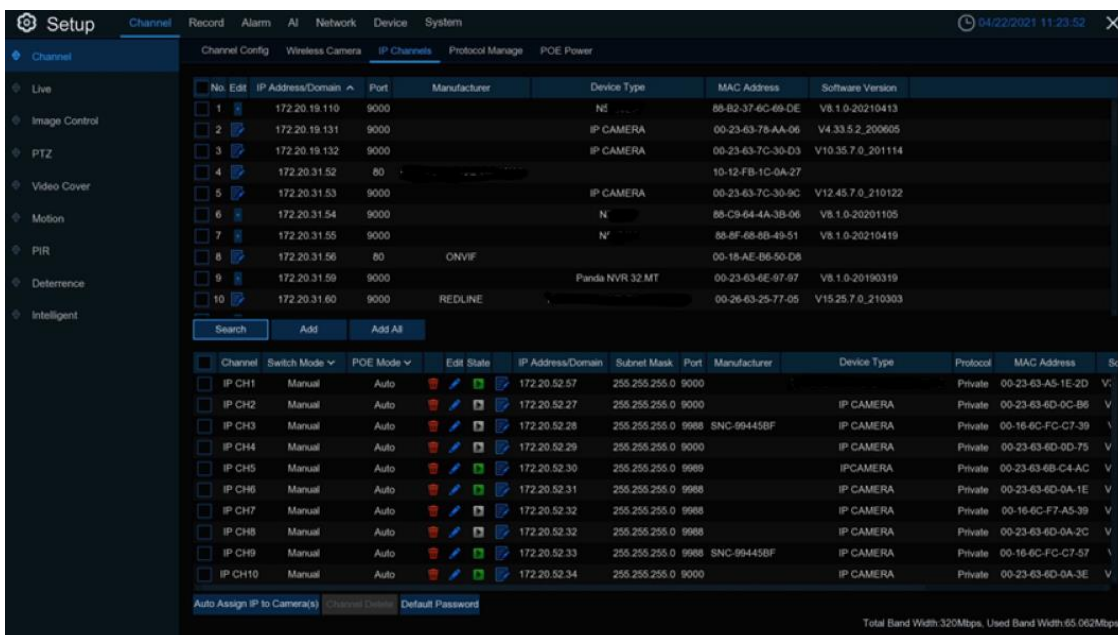 Setup Channel Record Alarm AI Network Device System 04/22/2021 11:23:52
Channel Config Wireless Camera IP Channels Protocol Manage POE Power
Channel
Live
Image Control
PTZ
Video Cover
Motion
PIR
Deterrence
Intelligent
No. Edit IP Address/Domain Port Manufacturer Device Type MAC Address Software Version
1 172.20.19.110 9000 88-B2-37-6C-69-DE V8.1.0-20210413
2 172.20.19.131 9000 IP CAMERA 00-23-63-78-AA-06 V4.33.5.2_200605
3 172.20.19.132 9000 IP CAMERA 00-23-63-7C-30-D3 V10.35.7.0_201114
4 172.20.31.52 80 10-12-FB-1C-0A-27
5 172.20.31.53 9000 IP CAMERA 00-23-63-7C-30-9C V12.45.7.0_210122
6 172.20.31.54 9000 88-C9-64-4A-3B-06 V8.1.0-20201105
7 172.20.31.55 9000 88-8F-68-8B-49-51 V8.1.0-20210419
8 172.20.31.56 80 ONVIF 00-18-AE-B6-50-D8
9 172.20.31.59 9000 Panda NVR 32.MT 00-23-63-6E-97-97 V8.1.0-20190319
10 172.20.31.60 9000 REDLINE 00-26-63-25-77-05 V15.25.7.0_210303
Search Add Add All
Channel Switch Mode POE Mode Edit State IP Address/Domain Subnet Mask Port Manufacturer Device Type Protocol MAC Address
IP CH1 Manual Auto 172.20.52.57 255.255.255.0 9000 Private 00-23-63-A5-1E-2D
IP CH2 Manual Auto 172.20.52.27 255.255.255.0 9000 IP CAMERA Private 00-23-63-6D-0C-B6
IP CH3 Manual Auto 172.20.52.28 255.255.255.0 9988 SNC-99445BF IP CAMERA Private 00-16-6C-FC-C7-39
IP CH4 Manual Auto 172.20.52.29 255.255.255.0 9000 IP CAMERA Private 00-23-63-6D-0D-75
IP CH5 Manual Auto 172.20.52.30 255.255.255.0 9989 IPCAMERA Private 00-23-63-6B-C4-AC
IP CH6 Manual Auto 172.20.52.31 255.255.255.0 9988 IP CAMERA Private 00-23-63-6D-0A-1E
IP CH7 Manual Auto 172.20.52.32 255.255.255.0 9988 IP CAMERA Private 00-16-6C-F7-A5-39
IP CH8 Manual Auto 172.20.52.32 255.255.255.0 9988 IP CAMERA Private 00-23-63-6D-0A-2C
IP CH9 Manual Auto 172.20.52.33 255.255.255.0 9988 SNC-99445BF IP CAMERA Private 00-16-6C-FC-C7-57
IP CH10 Manual Auto 172.20.52.34 255.255.255.0 9000 IP CAMERA Private 00-23-63-6D-0A-3E
Auto Assign IP to Camera(s) Channel Delete Default Password
Total Band Width:320Mbps, Used Band Width:65.062Mbps